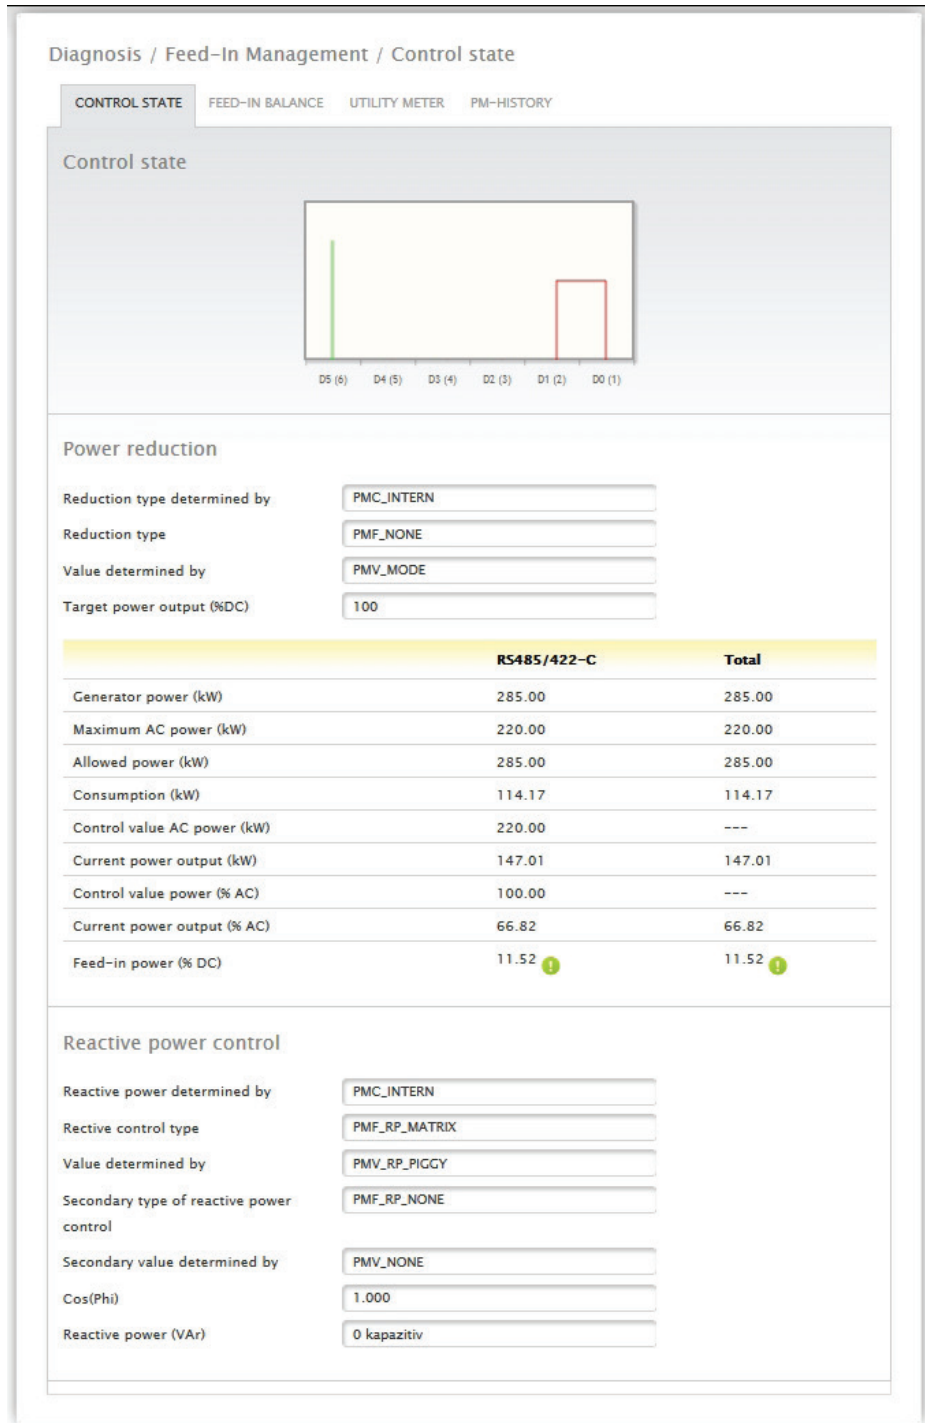 Diagnosis / Feed-In Management / Control state
CONTROL STATE FEED-IN BALANCE UTILITY METER PM-HISTORY
Control state
D5 (6) D4 (5) D3 (4) D2 (3) D1 (2) D0 (1)
Power reduction
Reduction type determined by PMC_INTERN
Reduction type PMF_NONE
Value determined by PMV_MODE
Target power output (%DC) 100
RS485/422-C Total
Generator power (kW) 285.00 285.00
Maximum AC power (kW) 220.00 220.00
Allowed power (kW) 285.00 285.00
Consumption (kW) 114.17 114.17
Control value AC power (kW) 220.00 ---
Current power output (kW) 147.01 147.01
Control value power (% AC) 100.00 ---
Current power output (% AC) 66.82 66.82
Feed-in power (% DC) 11.52 ! 11.52 !
Reactive power control
Reactive power determined by PMC_INTERN
Rective control type PMF_RP_MATRIX
Value determined by PMV_RP_PIGGY
Secondary type of reactive power PMF_RP_NONE
control
Secondary value determined by PMV_NONE
Cos(Phi) 1.000
Reactive power (VAr) 0 kapazitiv